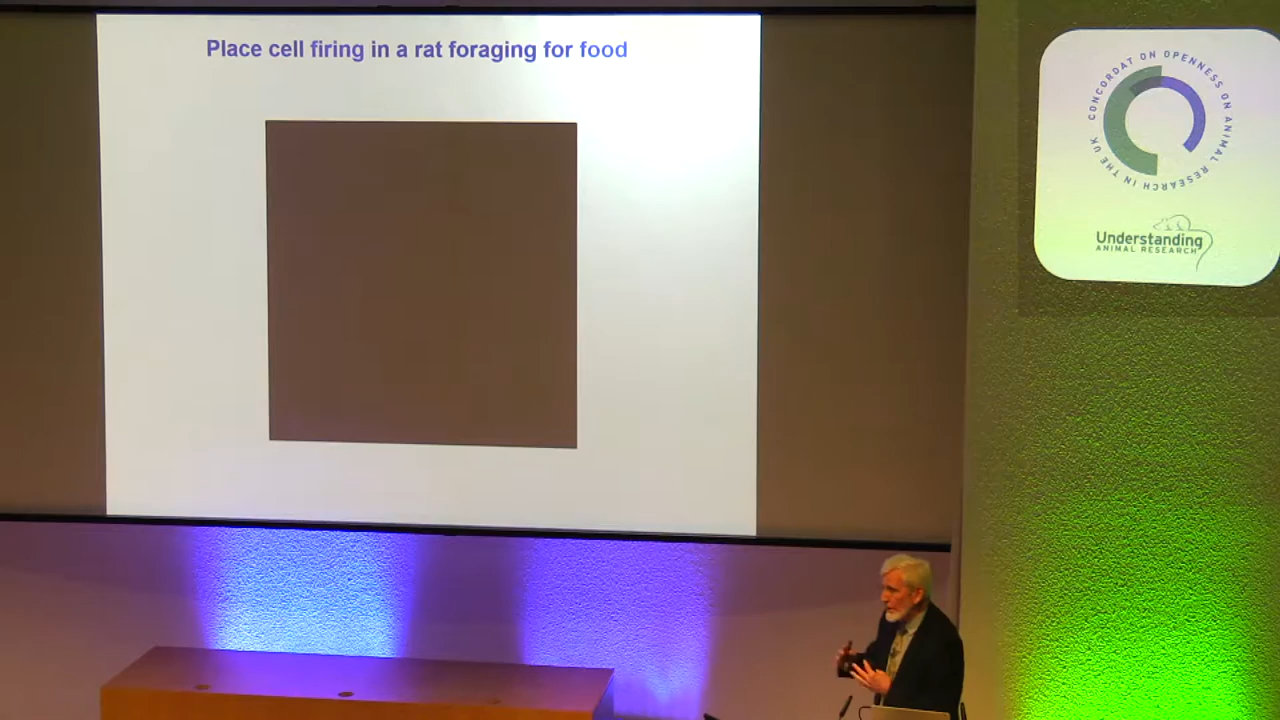 Place cell firing in a rat foraging for food
CONCORDAT ON OPENNESS ON ANIMAL RESEARCH IN THE UK
Understanding
ANIMAL RESEARCH